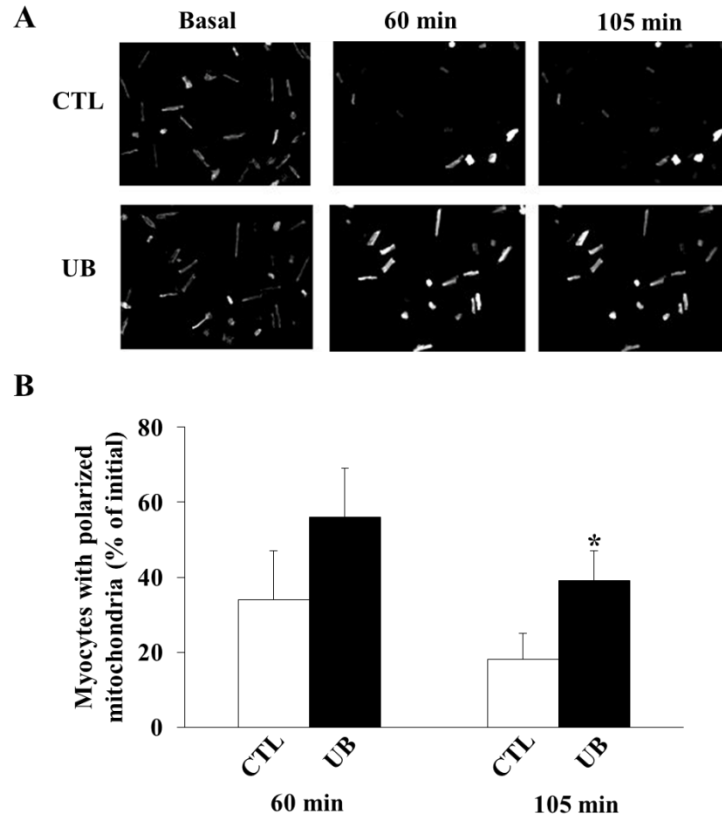 A
Basal 60 min 105 min
CTL
UB
B
Myocytes with polarized
mitochondria (% of initial)
80
60
40
20
0
*
CTL UB CTL UB
60 min 105 min